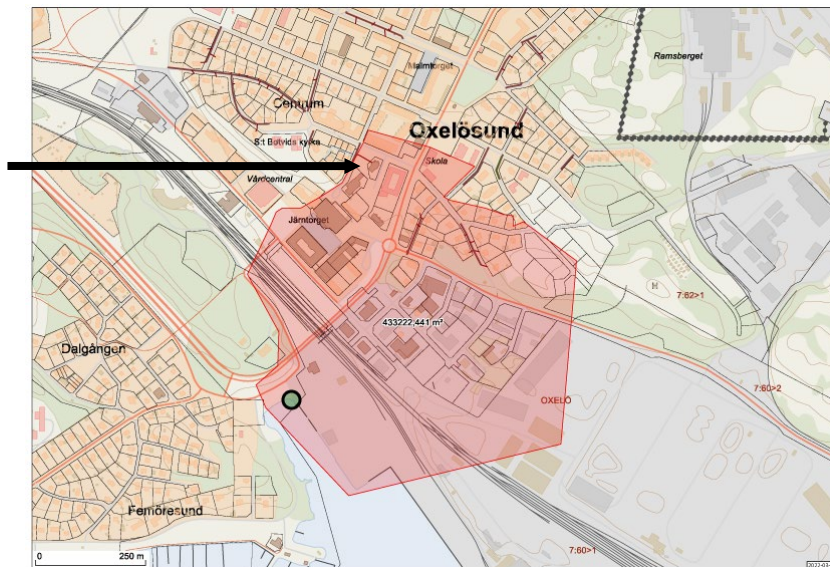 Ramsberget
Malmtorget
Centrum
Oxelösund
S:t Botvids kyrka
Skola
Vårdcentral
Järntorget
H
7:62>1
433222,441 m²
Dalgången
7:60>2
OXELÖ
Femöresund
7:60>1
0 250 m